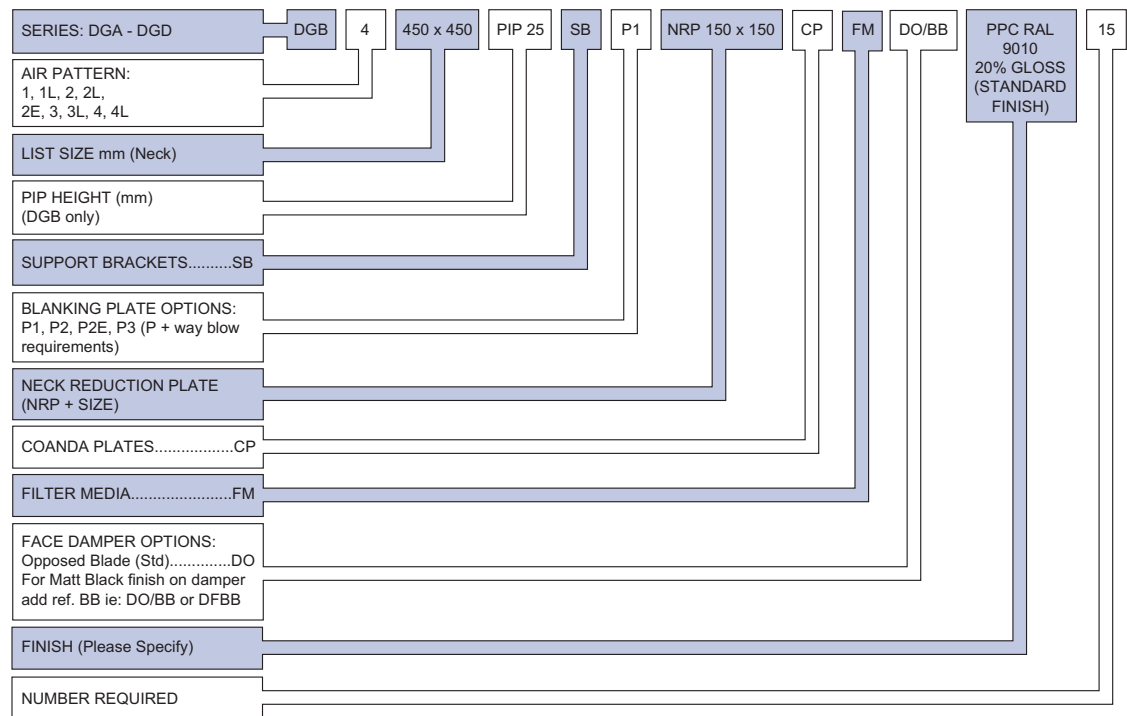 SERIES: DGA - DGD
DGB
4
450 x 450
PIP 25
SB
P1
NRP 150 x 150
CP
FM
DO/BB
PPC RAL
9010
20% GLOSS
(STANDARD
FINISH)
15
AIR PATTERN:
1, 1L, 2, 2L,
2E, 3, 3L, 4, 4L
LIST SIZE mm (Neck)
PIP HEIGHT (mm)
(DGB only)
SUPPORT BRACKETS..........SB
BLANKING PLATE OPTIONS:
P1, P2, P2E, P3 (P + way blow
requirements)
NECK REDUCTION PLATE
(NRP + SIZE)
COANDA PLATES..................CP
FILTER MEDIA.......................FM
FACE DAMPER OPTIONS:
Opposed Blade (Std)..............DO
For Matt Black finish on damper
add ref. BB ie: DO/BB or DFBB
FINISH (Please Specify)
NUMBER REQUIRED